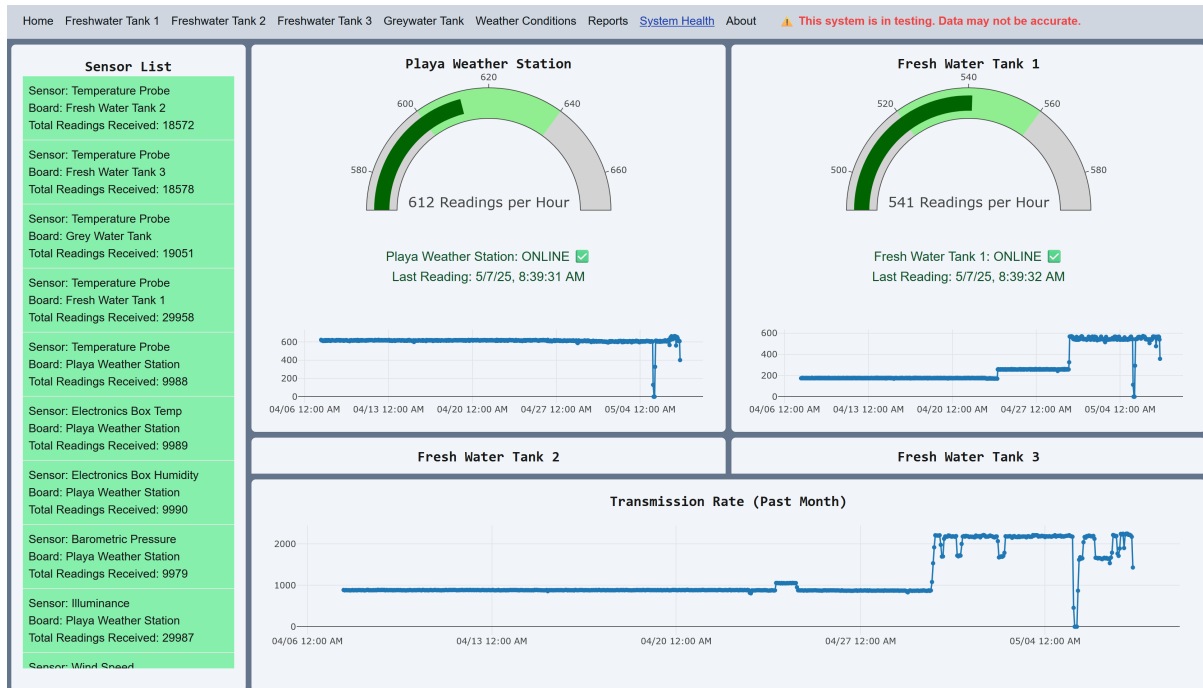 Home Freshwater Tank 1 Freshwater Tank 2 Freshwater Tank 3 Greywater Tank Weather Conditions Reports System Health About ⚠️ This system is in testing. Data may not be accurate.
Sensor List
Sensor: Temperature Probe
Board: Fresh Water Tank 2
Total Readings Received: 18572
Sensor: Temperature Probe
Board: Fresh Water Tank 3
Total Readings Received: 18578
Sensor: Temperature Probe
Board: Grey Water Tank
Total Readings Received: 19051
Sensor: Temperature Probe
Board: Fresh Water Tank 1
Total Readings Received: 29958
Sensor: Temperature Probe
Board: Playa Weather Station
Total Readings Received: 9988
Sensor: Electronics Box Temp
Board: Playa Weather Station
Total Readings Received: 9989
Sensor: Electronics Box Humidity
Board: Playa Weather Station
Total Readings Received: 9990
Sensor: Barometric Pressure
Board: Playa Weather Station
Total Readings Received: 9979
Sensor: Illuminance
Board: Playa Weather Station
Total Readings Received: 29987
Sensor: Wind Speed
Playa Weather Station
580 600 620 640 660
612 Readings per Hour
Playa Weather Station: ONLINE ✅
Last Reading: 5/7/25, 8:39:31 AM
600
400
200
0
04/06 12:00 AM 04/13 12:00 AM 04/20 12:00 AM 04/27 12:00 AM 05/04 12:00 AM
Fresh Water Tank 1
500 520 540 560 580
541 Readings per Hour
Fresh Water Tank 1: ONLINE ✅
Last Reading: 5/7/25, 8:39:32 AM
600
400
200
0
04/06 12:00 AM 04/13 12:00 AM 04/20 12:00 AM 04/27 12:00 AM 05/04 12:00 AM
Fresh Water Tank 2
Fresh Water Tank 3
Transmission Rate (Past Month)
2000
1000
0
04/06 12:00 AM 04/13 12:00 AM 04/20 12:00 AM 04/27 12:00 AM 05/04 12:00 AM